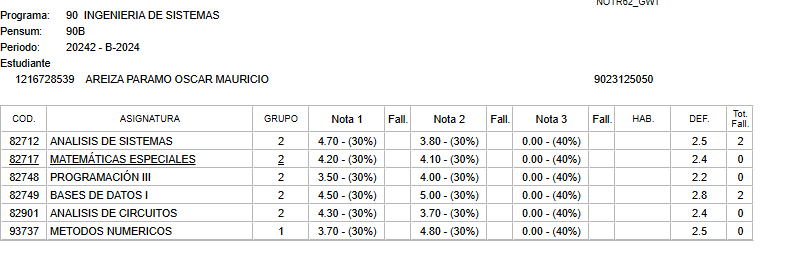 NOTR62_GWT
Programa: 90 INGENIERIA DE SISTEMAS
Pensum: 90B
Periodo: 20242 - B-2024
Estudiante
1216728539 AREIZA PARAMO OSCAR MAURICIO 9023125050
COD. ASIGNATURA GRUPO Nota 1 Fall. Nota 2 Fall. Nota 3 Fall. HAB. DEF. Tot. Fall.
82712 ANALISIS DE SISTEMAS 2 4.70 - (30%) 3.80 - (30%) 0.00 - (40%) 2.5 2
82717 MATEMÁTICAS ESPECIALES 2 4.20 - (30%) 4.10 - (30%) 0.00 - (40%) 2.4 0
82748 PROGRAMACIÓN III 2 3.50 - (30%) 4.00 - (30%) 0.00 - (40%) 2.2 0
82749 BASES DE DATOS I 2 4.50 - (30%) 5.00 - (30%) 0.00 - (40%) 2.8 2
82901 ANALISIS DE CIRCUITOS 2 4.30 - (30%) 3.70 - (30%) 0.00 - (40%) 2.4 0
93737 METODOS NUMERICOS 1 3.70 - (30%) 4.80 - (30%) 0.00 - (40%) 2.5 0